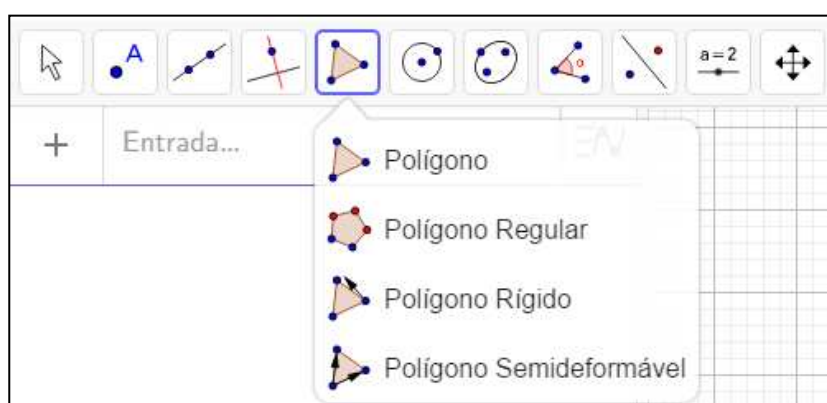 A
α
a=2
+ Entrada...
Polígono
Polígono Regular
Polígono Rígido
Polígono Semideformável